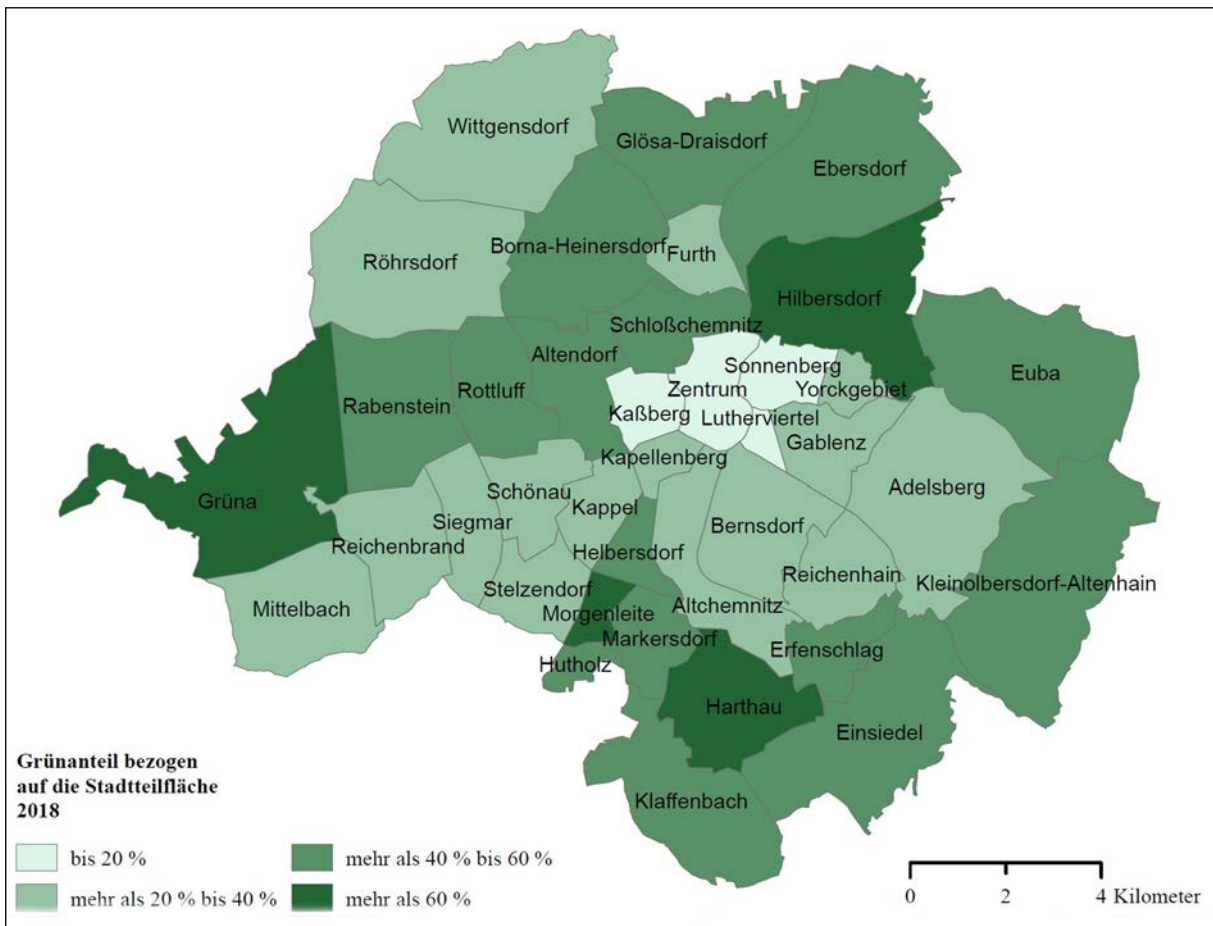 Wittgensdorf
Glösa-Draisdorf
Ebersdorf
Borna-Heinersdorf
Furth
Röhrsdorf
Hilbersdorf
Schloßchemnitz
Altendorf
Sonnenberg
Euba
Rottluff
Zentrum
Yorckgebiet
Rabenstein
Kaßberg
Lutherviertel
Gablenz
Kapellenberg
Adelsberg
Schönau
Grüna
Kappel
Siegmar
Bernsdorf
Reichenbrand
Helbersdorf
Reichenhain
Kleinolbersdorf-Altenhain
Stelzendorf
Mittelbach
Altchemnitz
Morgenleite
Markersdorf
Erfenschlag
Hutholz
Harthau
Einsiedel
Klaffenbach
Grünanteil bezogen
auf die Stadtteilfläche
2018
bis 20 %
mehr als 40 % bis 60 %
mehr als 20 % bis 40 %
mehr als 60 %
0 2 4 Kilometer